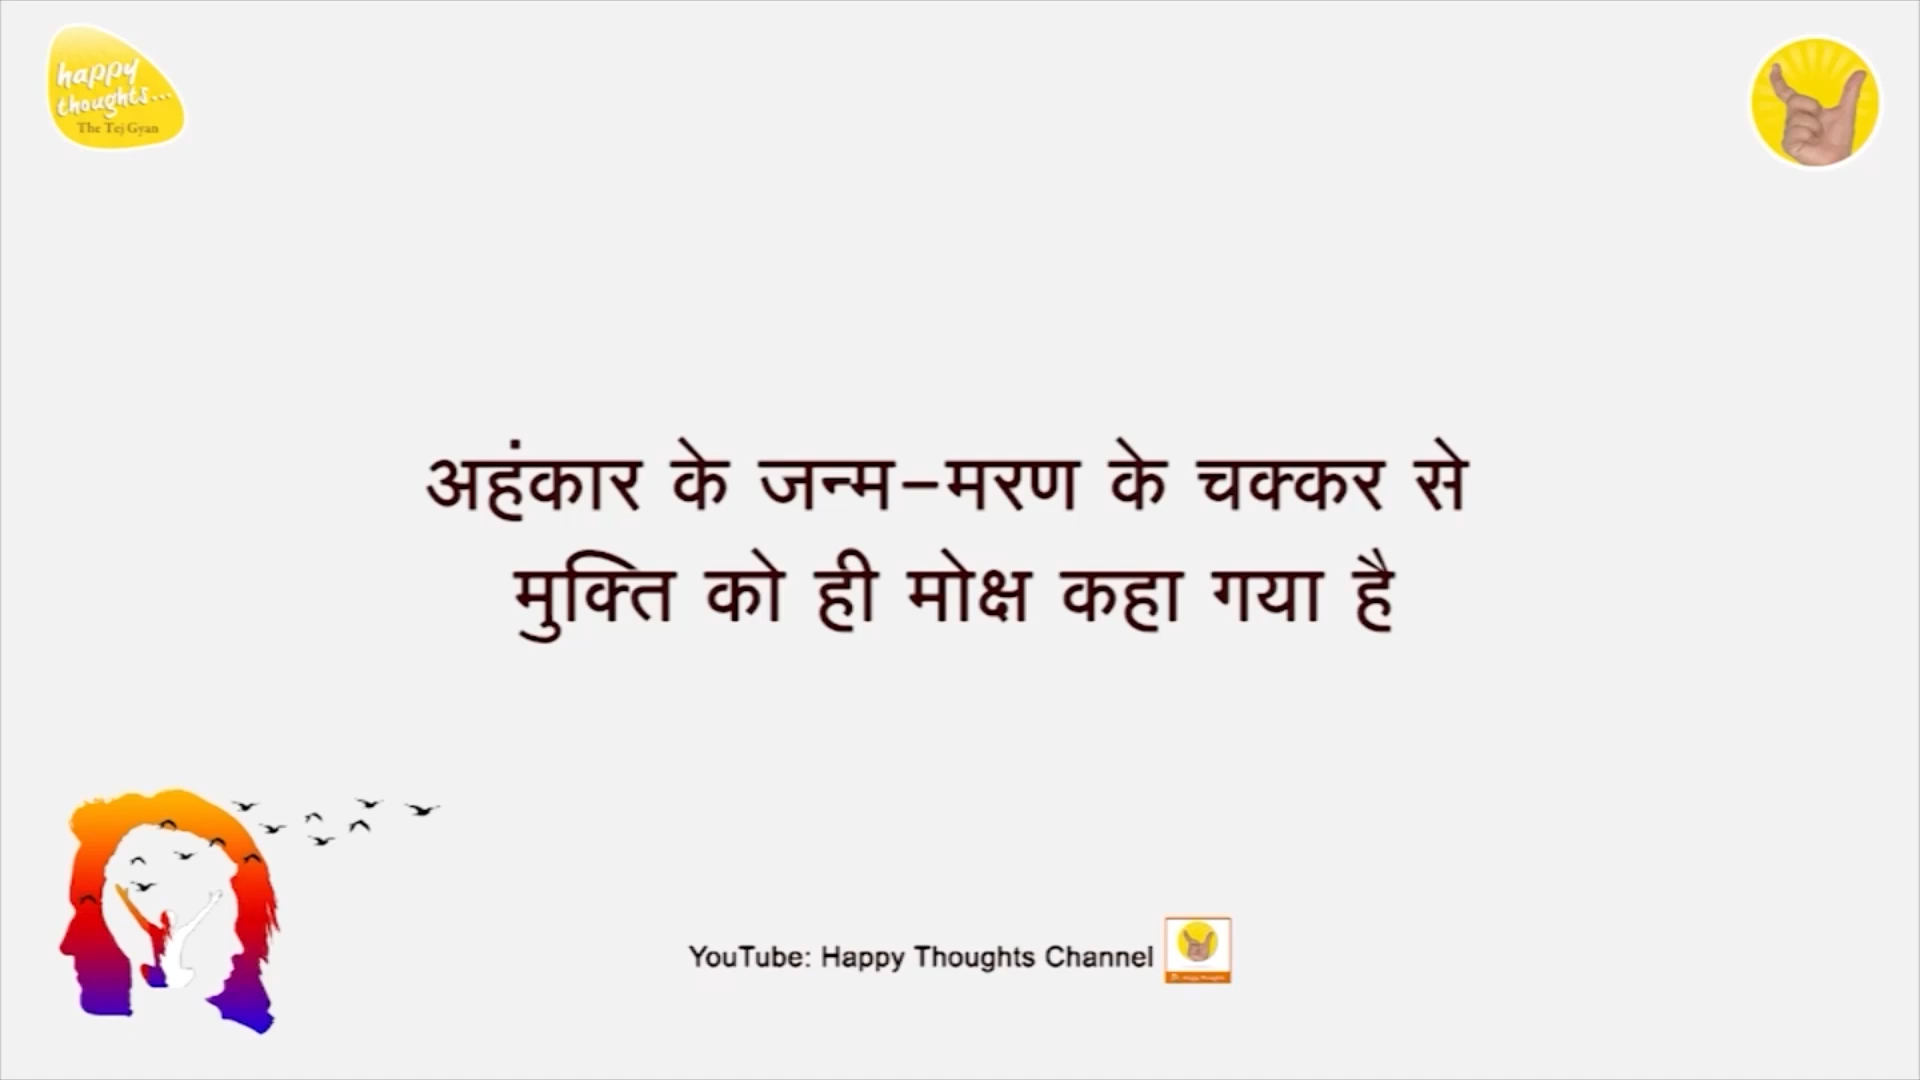 happy
thoughts...
The Tej Gyan
अहंकार के जन्म-मरण के चक्कर से
मुक्ति को ही मोक्ष कहा गया है
YouTube: Happy Thoughts Channel